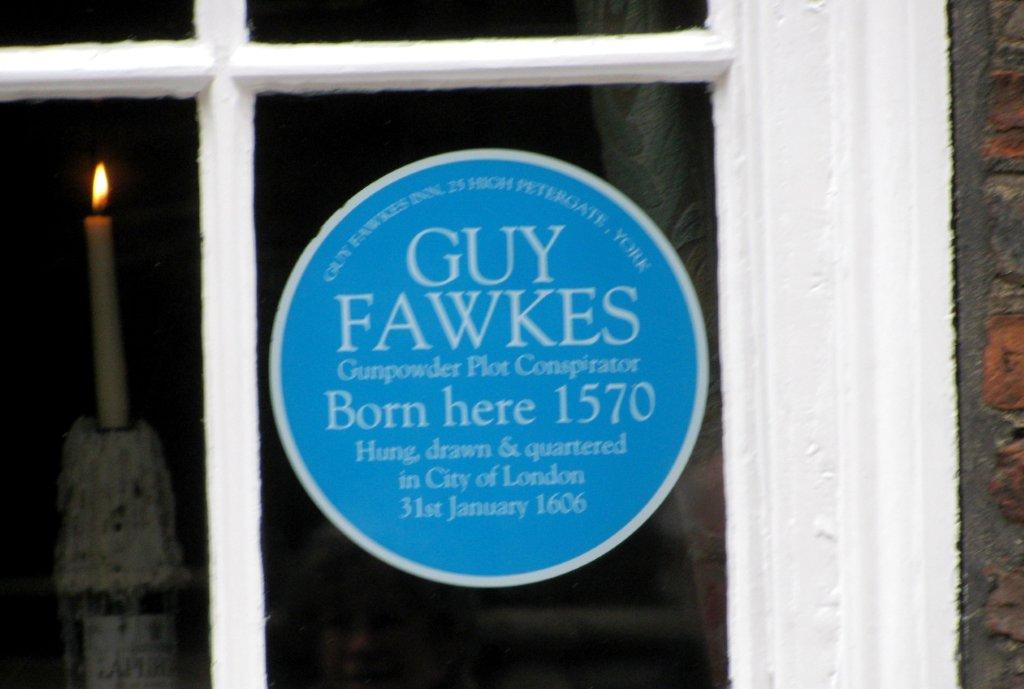 GUY FAWKES INN, 25 HIGH PETERGATE, YORK
GUY
FAWKES
Gunpowder Plot Conspirator
Born here 1570
Hung, drawn & quartered
in City of London
31st January 1606